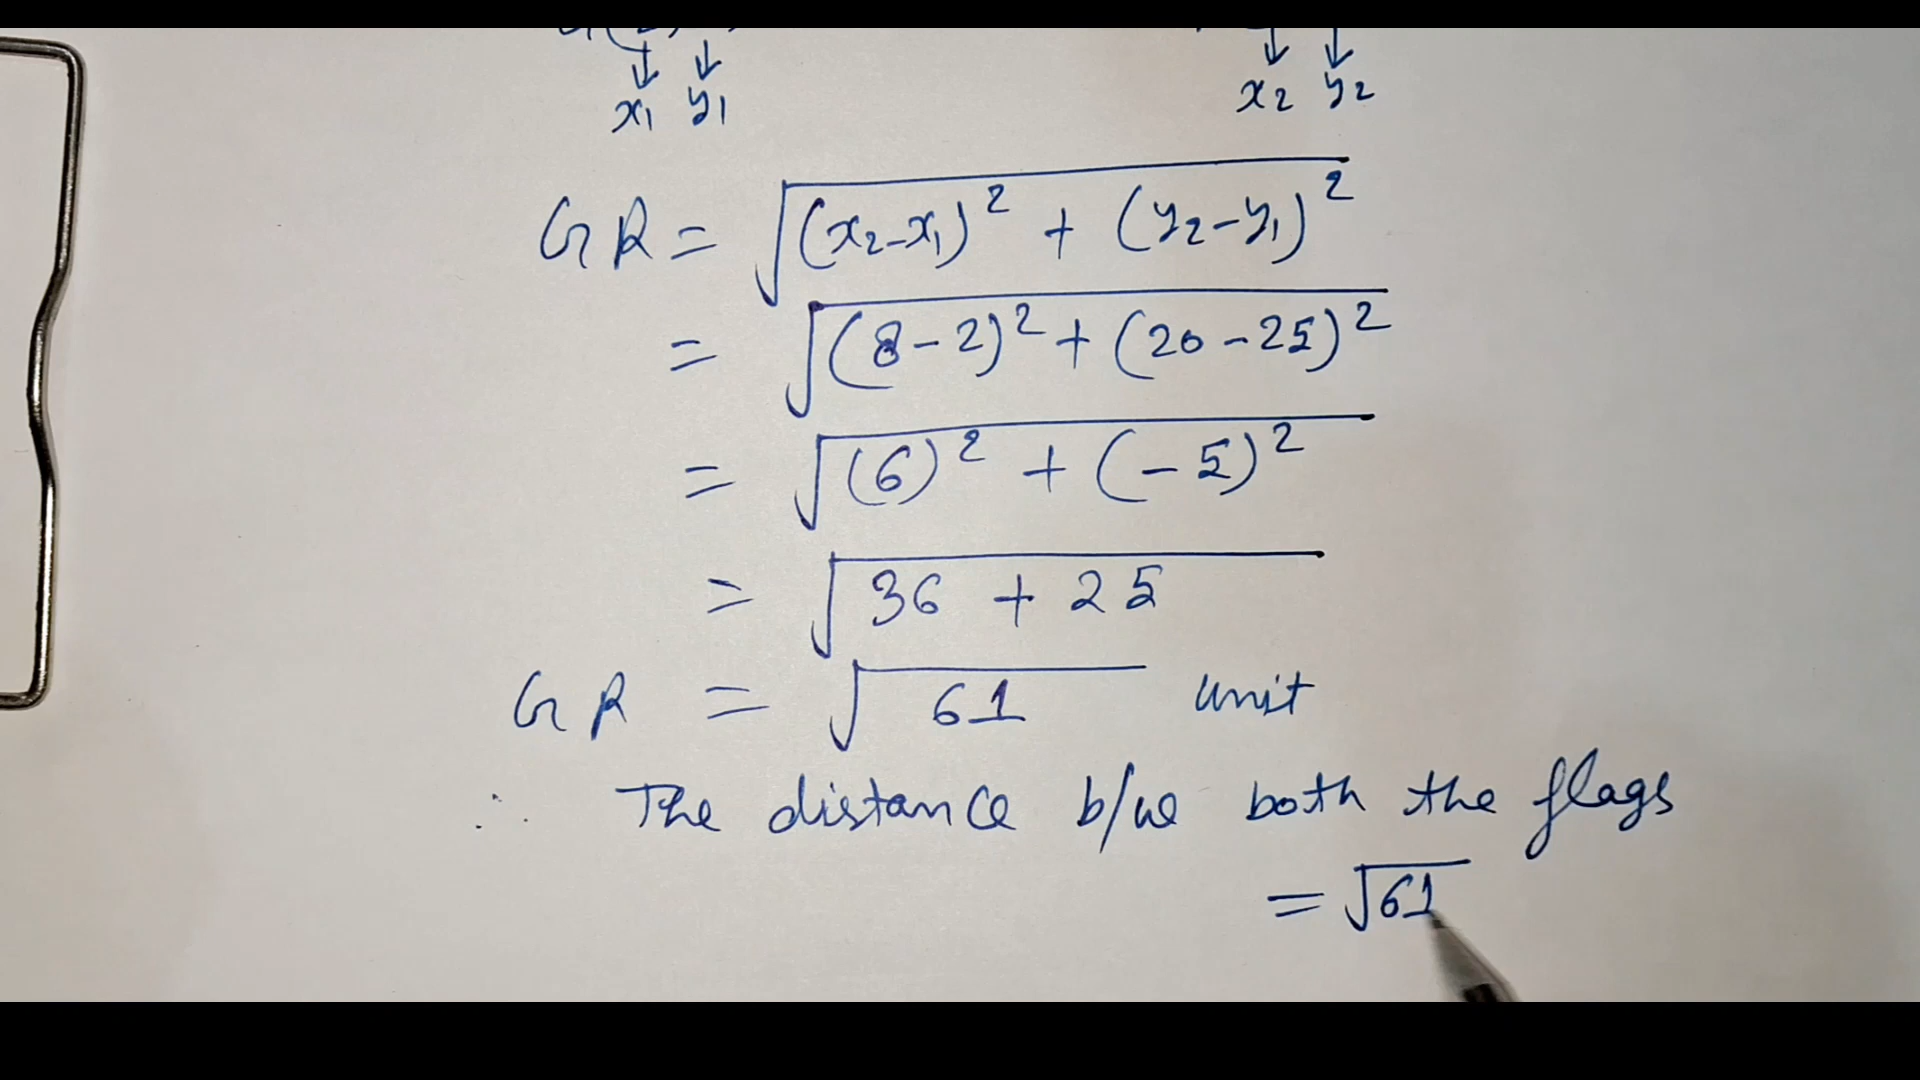 x₁ y₁ x₂ y₂
GR = √(x₂-x₁)² + (y₂-y₁)²
= √(8-2)² + (20-25)²
= √(6)² + (-5)²
= √36 + 25
GR = √61 unit
∴ The distance b/w both the flags
= √61